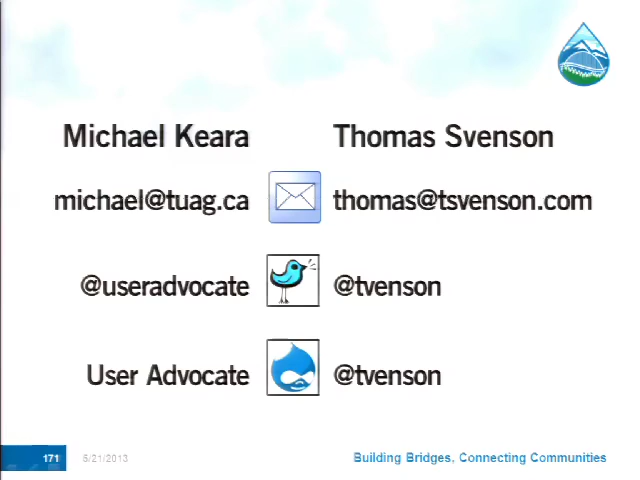 Michael Keara
Thomas Svenson
michael@tuag.ca
thomas@tsvenson.com
@useradvocate
@tvenson
User Advocate
@tvenson
171
5/21/2013
Building Bridges, Connecting Communities